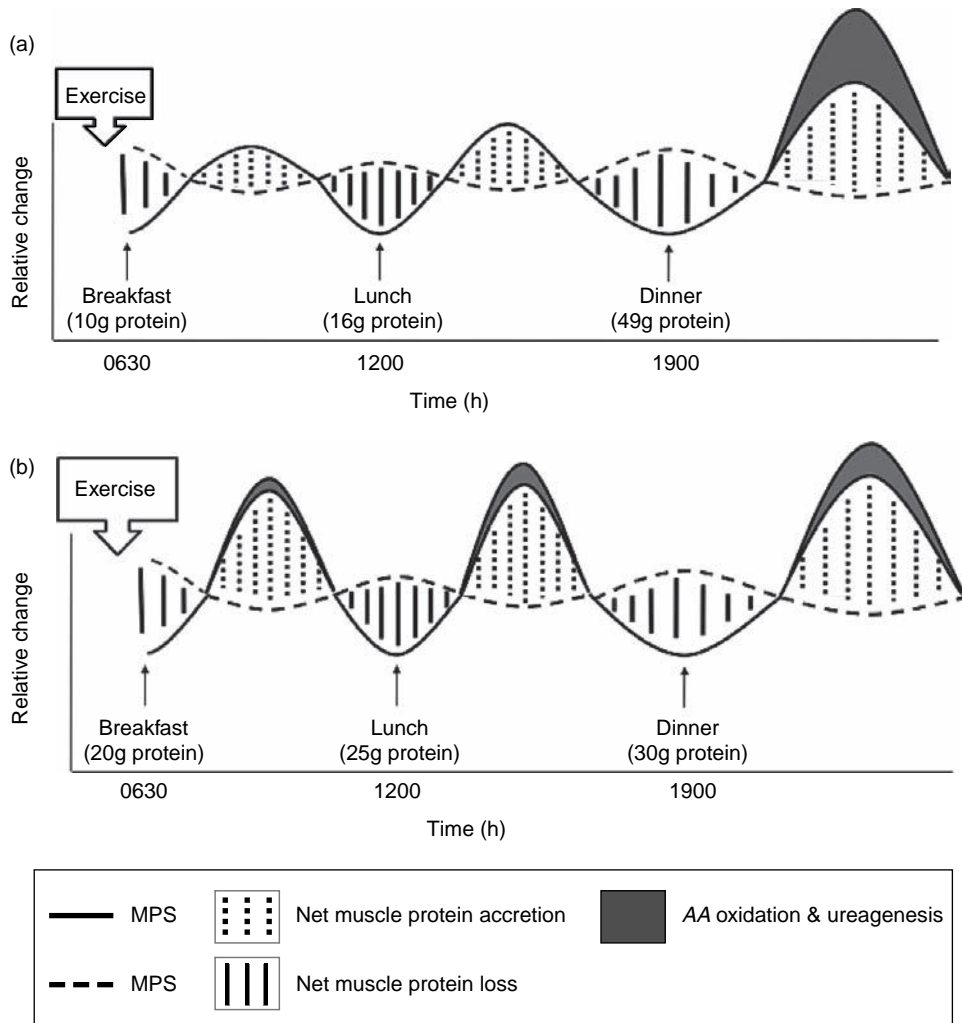 (a)
Exercise
Relative change
Breakfast
(10g protein)
Lunch
(16g protein)
Dinner
(49g protein)
0630
1200
1900
Time (h)
(b)
Exercise
Relative change
Breakfast
(20g protein)
Lunch
(25g protein)
Dinner
(30g protein)
0630
1200
1900
Time (h)
MPS
Net muscle protein accretion
AA oxidation & ureagenesis
MPS
Net muscle protein loss